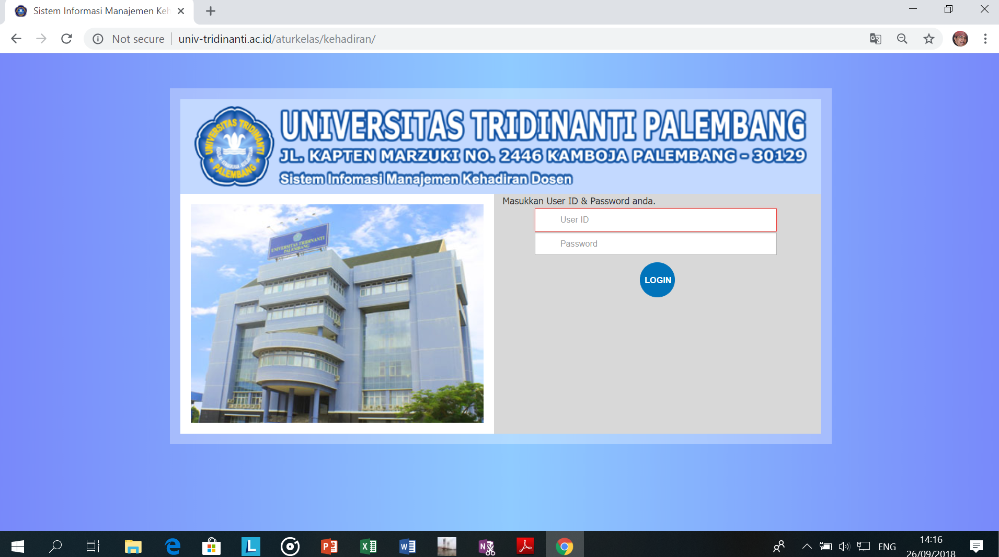 Sistem Informasi Manajemen Keh
Not secure
univ-tridinanti.ac.id/aturkelas/kehadiran/
UNIVERSITAS TRIDINANTI PALEMBANG
JL. KAPTEN MARZUKI NO. 2446 KAMBOJA PALEMBANG - 30129
Sistem Infomasi Manajemen Kehadiran Dosen
UNIVERSITAS TRIDINANTI
PALEMBANG
Masukkan User ID & Password anda.
User ID
Password
LOGIN
UNIVERSITAS TRIDINANTI
PALEMBANG
ENG
14:16
26/09/2018